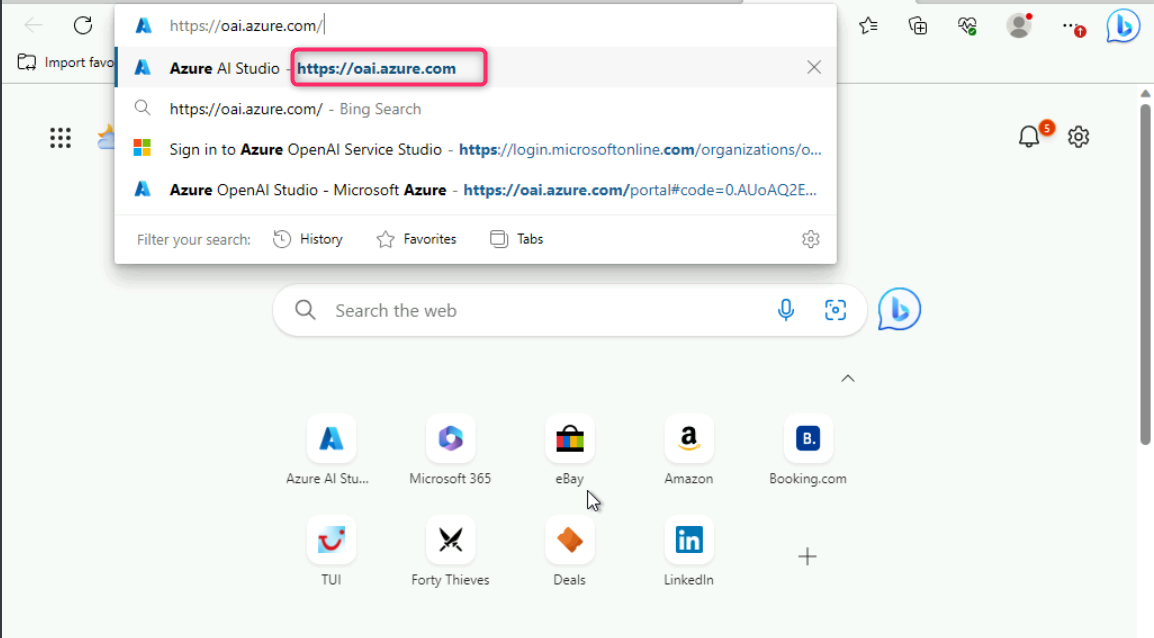 https://oai.azure.com/
Import favo
Azure AI Studio - https://oai.azure.com
https://oai.azure.com/ - Bing Search
Sign in to Azure OpenAI Service Studio - https://login.microsoftonline.com/organizations/o...
Azure OpenAI Studio - Microsoft Azure - https://oai.azure.com/portal#code=0.AUoAQ2E...
Filter your search: History Favorites Tabs
5
Search the web
Azure AI Stu... Microsoft 365 eBay Amazon Booking.com
TUI Forty Thieves Deals LinkedIn